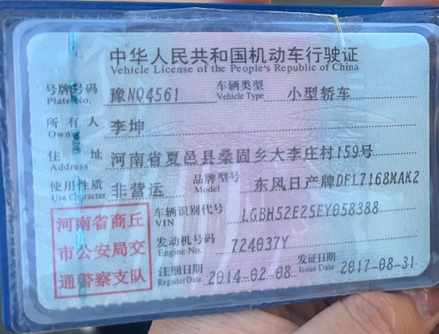 中华人民共和国机动车行驶证
Vehicle License of the People's Republic of China
号牌号码 Plate No. 豫NQ4561 车辆类型 Vehicle Type 小型轿车
所有人 Owner 李坤
住址 河南省夏邑县桑固乡大李庄村159号
使用性质 Use Character 非营运 品牌型号 Model 东风日产牌DFL7168MAK2
河南省商丘
市公安局交
通警察支队
车辆识别代号 VIN LGBH52E25EY058388
发动机号码 Engine No. 724037Y
注册日期 Register Date 2014-02-08 发证日期 Issue Date 2017-08-31